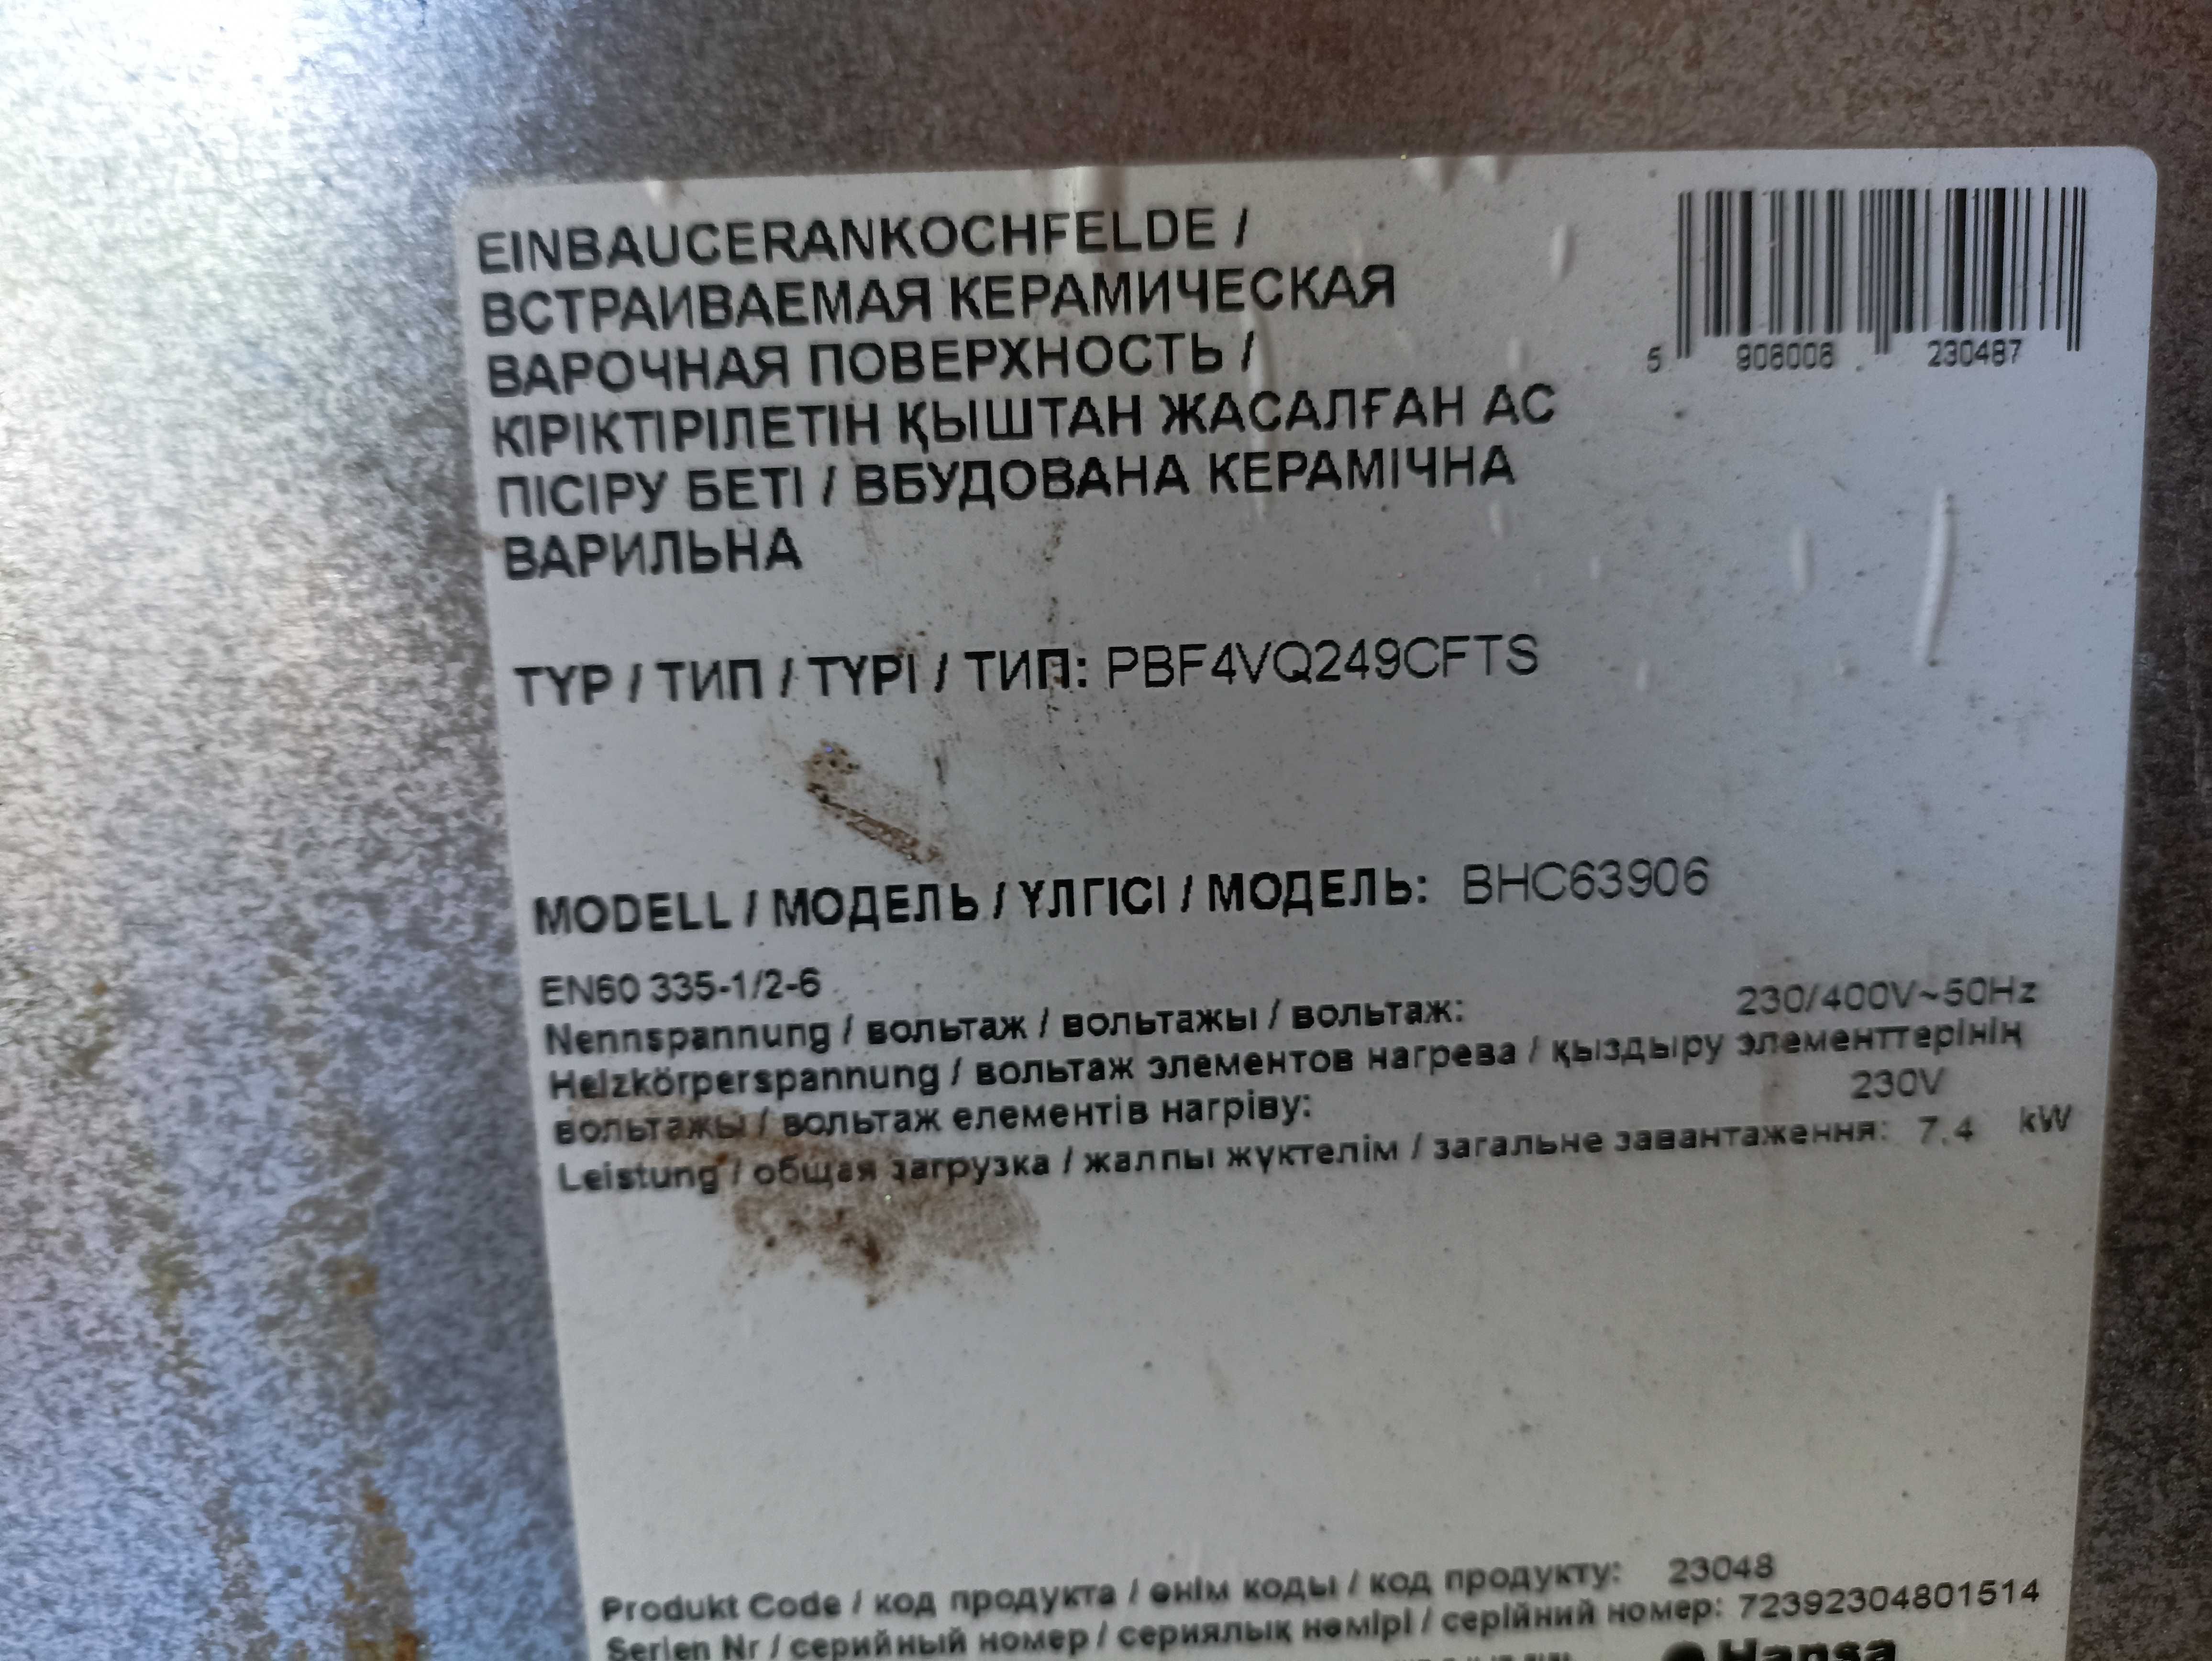 EINBAUCERANKOCHFELDE /
ВСТРАИВАЕМАЯ КЕРАМИЧЕСКАЯ
ВАРОЧНАЯ ПОВЕРХНОСТЬ /
КІРІКТІРІЛЕТІН ҚЫШТАН ЖАСАЛҒАН АС
ПІСІРУ БЕТІ / ВБУДОВАНА КЕРАМІЧНА
ВАРИЛЬНА
5 906006 230487
TYP / ТИП / ТҮРІ / ТИП: PBF4VQ249CFTS
MODELL / МОДЕЛЬ / ҮЛГІСІ / МОДЕЛЬ: BHC63906
EN60 335-1/2-6
Nennspannung / вольтаж / вольтажы / вольтаж: 230/400V~50Hz
Heizkörperspannung / вольтаж элементов нагрева / қыздыру элементтерінің
вольтажы / вольтаж елементів нагріву: 230V
Leistung / общая загрузка / жалпы жүктелім / загальне завантаження: 7.4 kW
Produkt Code / код продукта / өнім коды / код продукту: 23048
Serien Nr / серийный номер / сериялық нөмірі / серійний номер: 72392304801514
Hansa